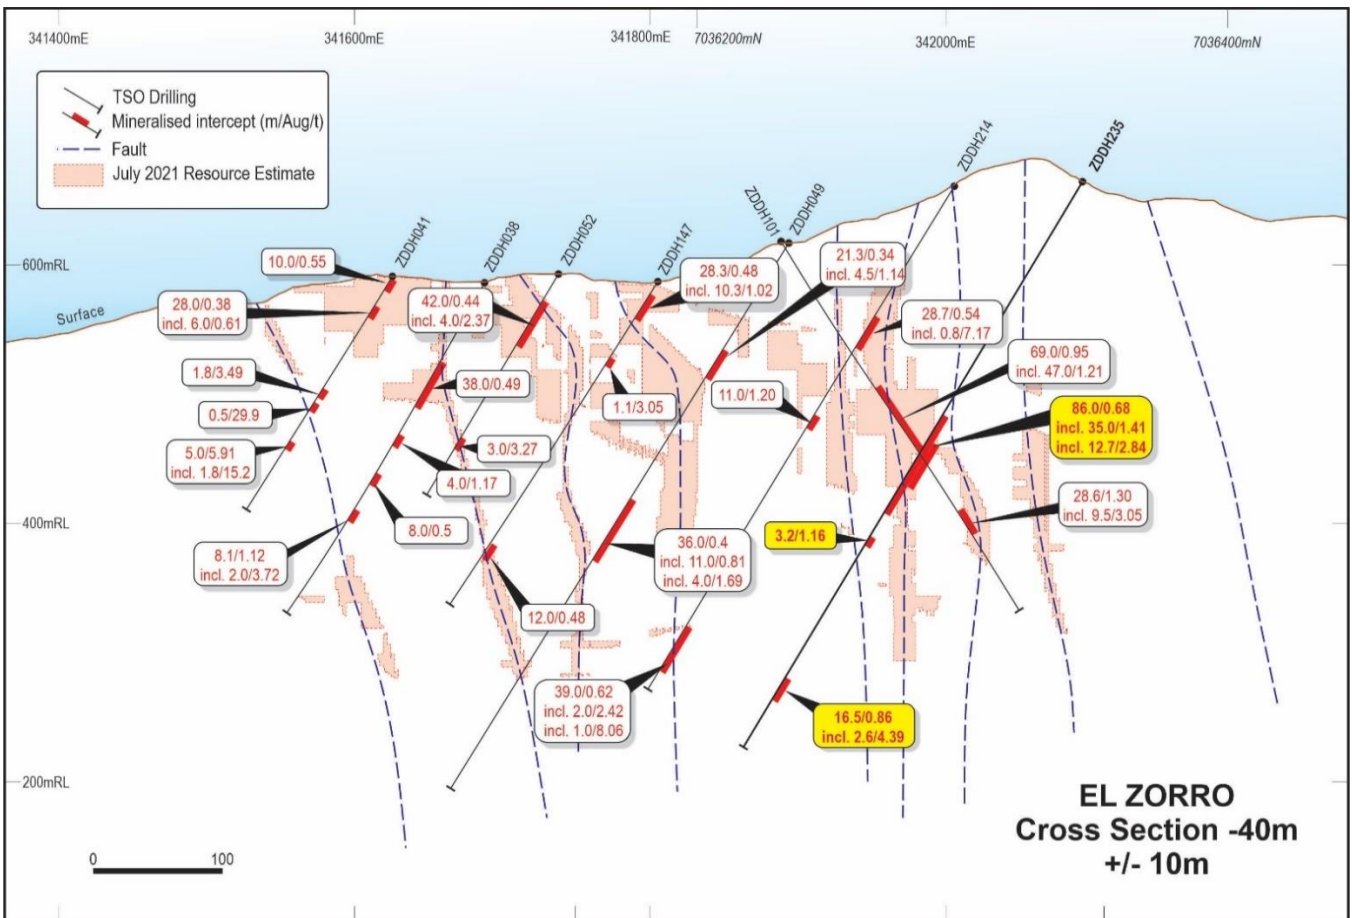 341400mE
341600mE
341800mE
7036200mN
342000mE
7036400mN
TSO Drilling
Mineralised intercept (m/Aug/t)
Fault
July 2021 Resource Estimate
ZDDH041
ZDDH038
ZDDH052
ZDDH147
ZDDH101
ZDDH049
ZDDH214
ZDDH235
600mRL
400mRL
200mRL
Surface
10.0/0.55
28.0/0.38
incl. 6.0/0.61
1.8/3.49
0.5/29.9
5.0/5.91
incl. 1.8/15.2
8.1/1.12
incl. 2.0/3.72
42.0/0.44
incl. 4.0/2.37
38.0/0.49
3.0/3.27
4.0/1.17
8.0/0.5
12.0/0.48
28.3/0.48
incl. 10.3/1.02
1.1/3.05
36.0/0.4
incl. 11.0/0.81
incl. 4.0/1.69
39.0/0.62
incl. 2.0/2.42
incl. 1.0/8.06
21.3/0.34
incl. 4.5/1.14
11.0/1.20
28.7/0.54
incl. 0.8/7.17
69.0/0.95
incl. 47.0/1.21
86.0/0.68
incl. 35.0/1.41
incl. 12.7/2.84
28.6/1.30
incl. 9.5/3.05
3.2/1.16
16.5/0.86
incl. 2.6/4.39
0
100
EL ZORRO
Cross Section -40m
+/- 10m